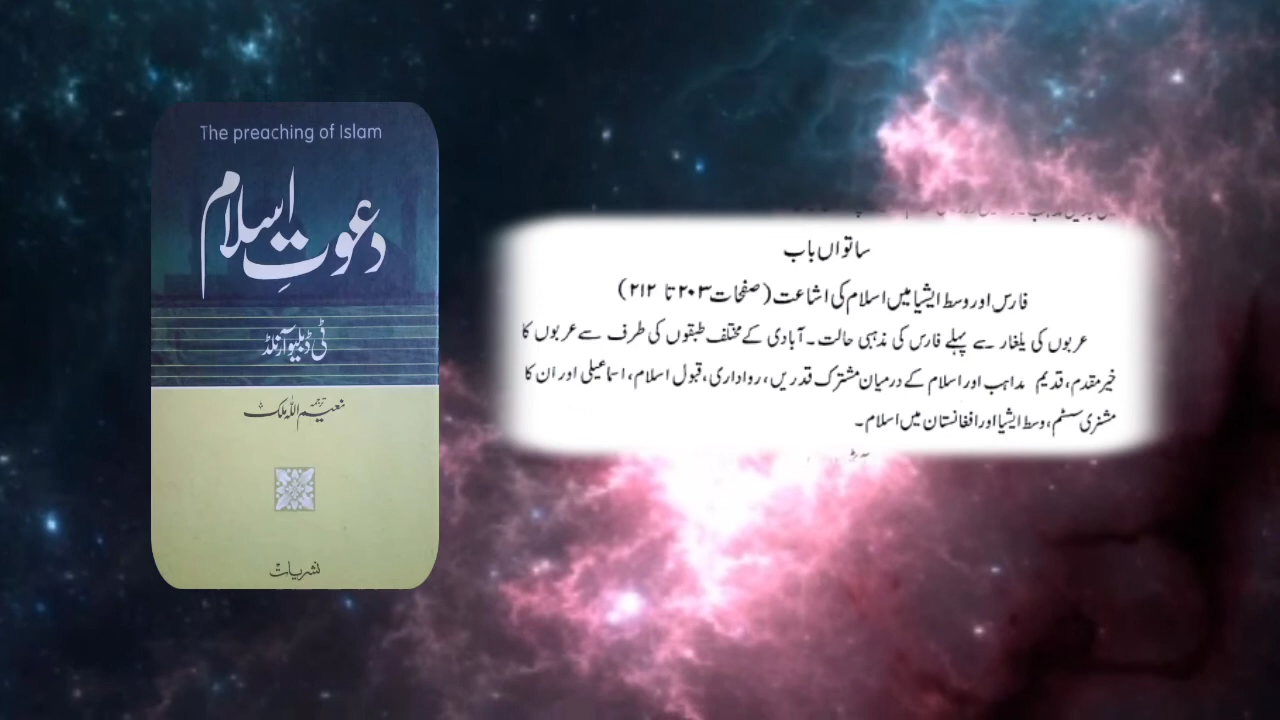 The preaching of Islam
دعوتِ اسلام
ٹی ڈبلیو آرنلڈ
ترجمہ
نعیم اللہ ملک
نشریات
ساتواں باب
فارس اور وسط ایشیا میں اسلام کی اشاعت (صفحات ۲۰۳ تا ۲۱۲)
عربوں کی یلغار سے پہلے فارس کی مذہبی حالت۔ آبادی کے مختلف طبقوں کی طرف سے عربوں کا
خیر مقدم، قدیم مذاہب اور اسلام کے درمیان مشترک قدریں، رواداری، قبول اسلام، اسماعیلی اور ان کا
مشنری سسٹم، وسط ایشیا اور افغانستان میں اسلام۔